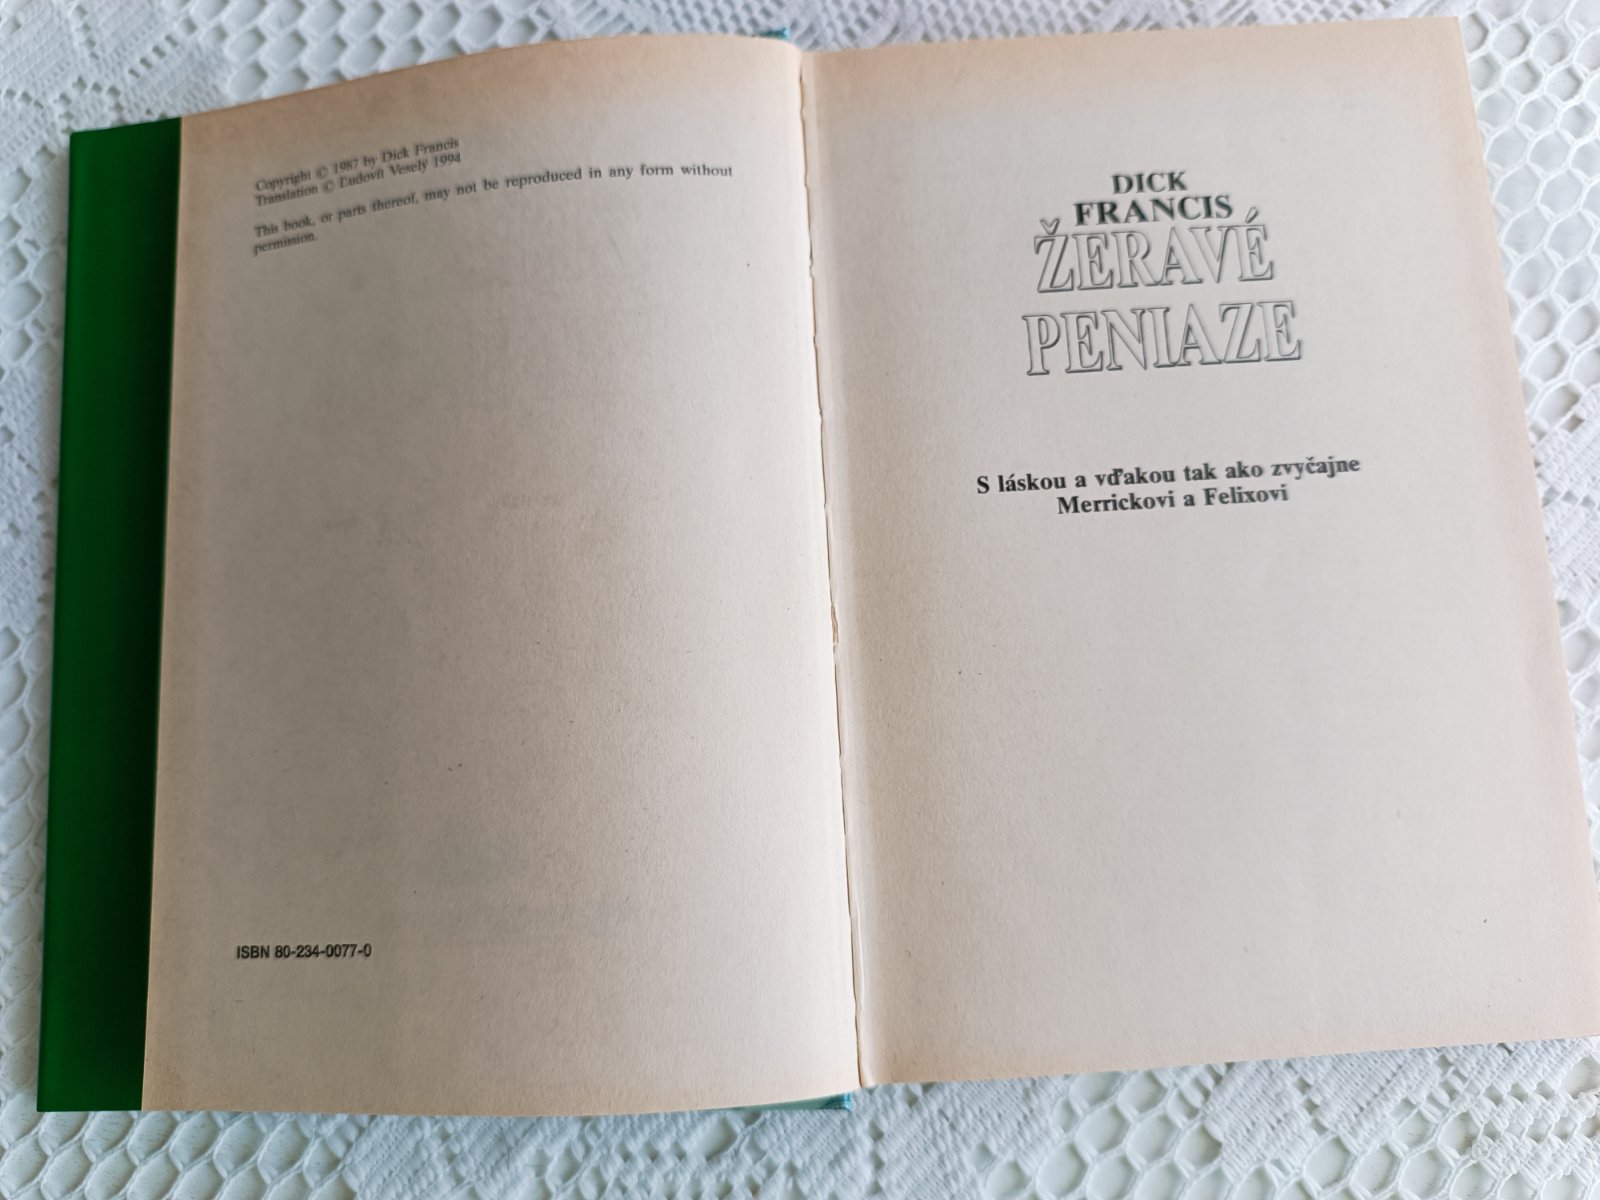 Copyright © 1987 by Dick Francis
Translation © Ľudovít Veselý 1994
This book, or parts thereof, may not be reproduced in any form without
permission.
ISBN 80-234-0077-0
DICK
FRANCIS
ŽERAVÉ
PENIAZE
S láskou a vďakou tak ako zvyčajne
Merrickovi a Felixovi